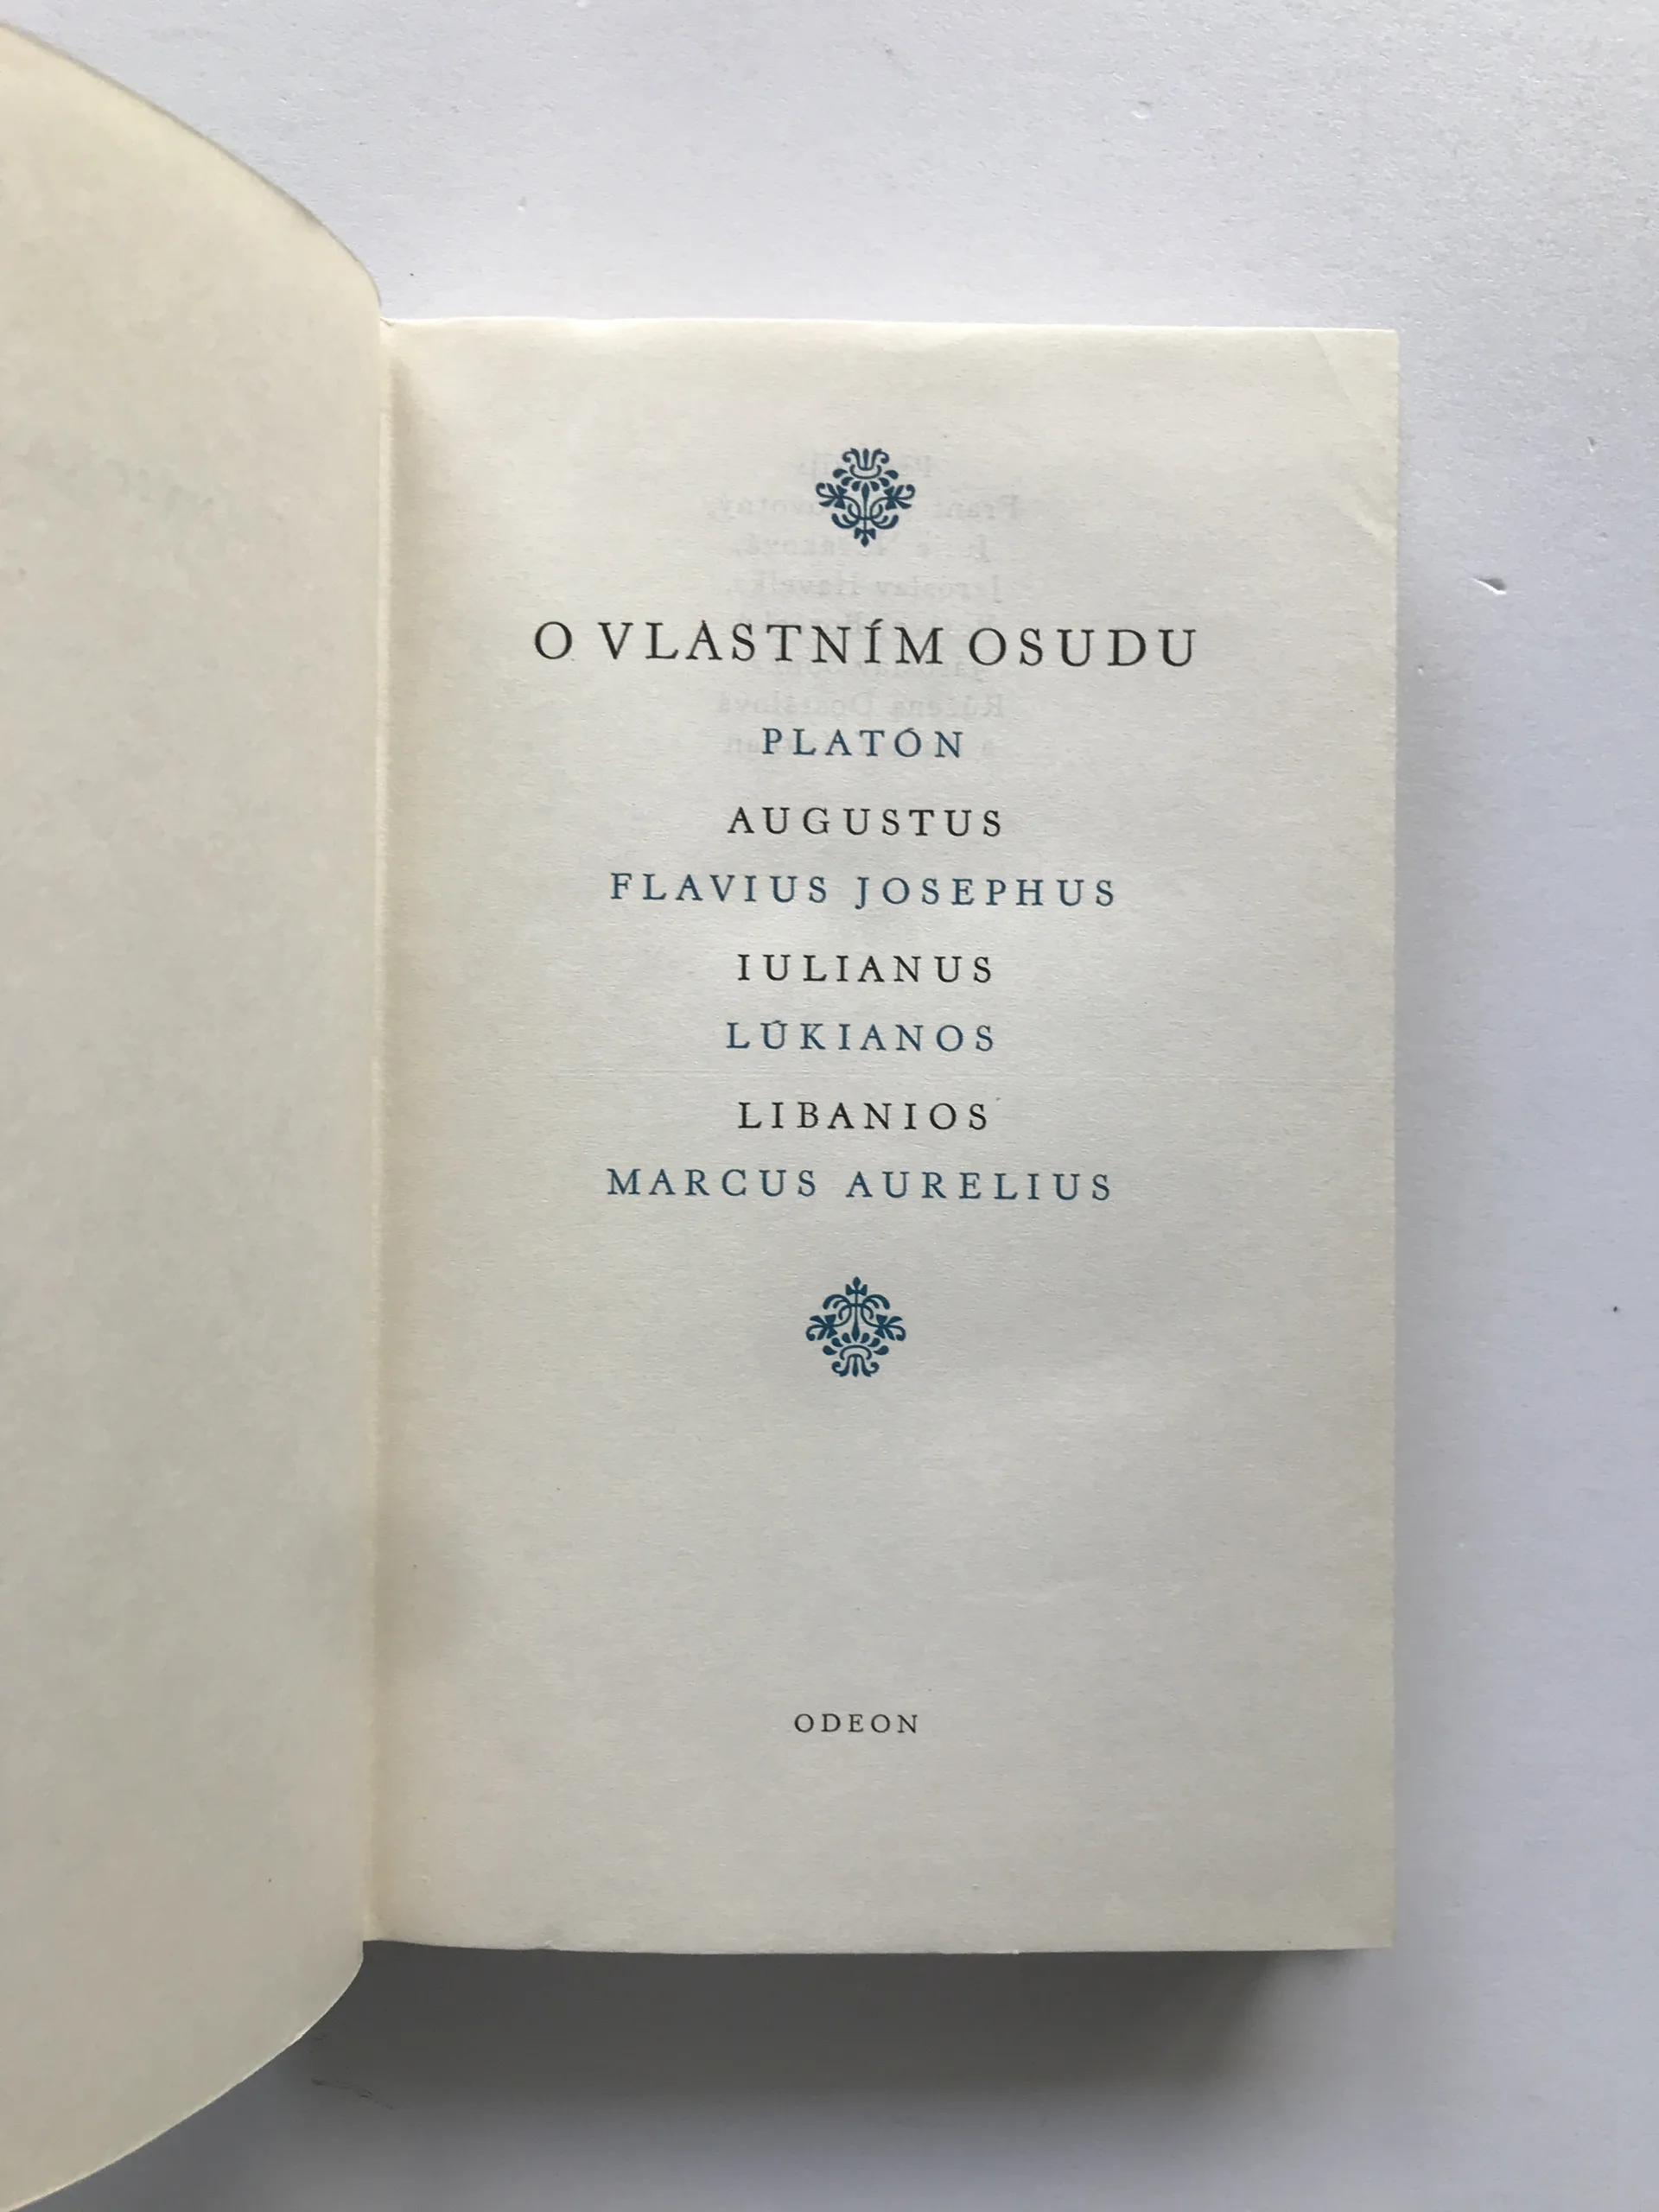 O VLASTNÍM OSUDU
PLATÓN
AUGUSTUS
FLAVIUS JOSEPHUS
IULIANUS
LÚKIANOS
LIBANIOS
MARCUS AURELIUS
ODEON